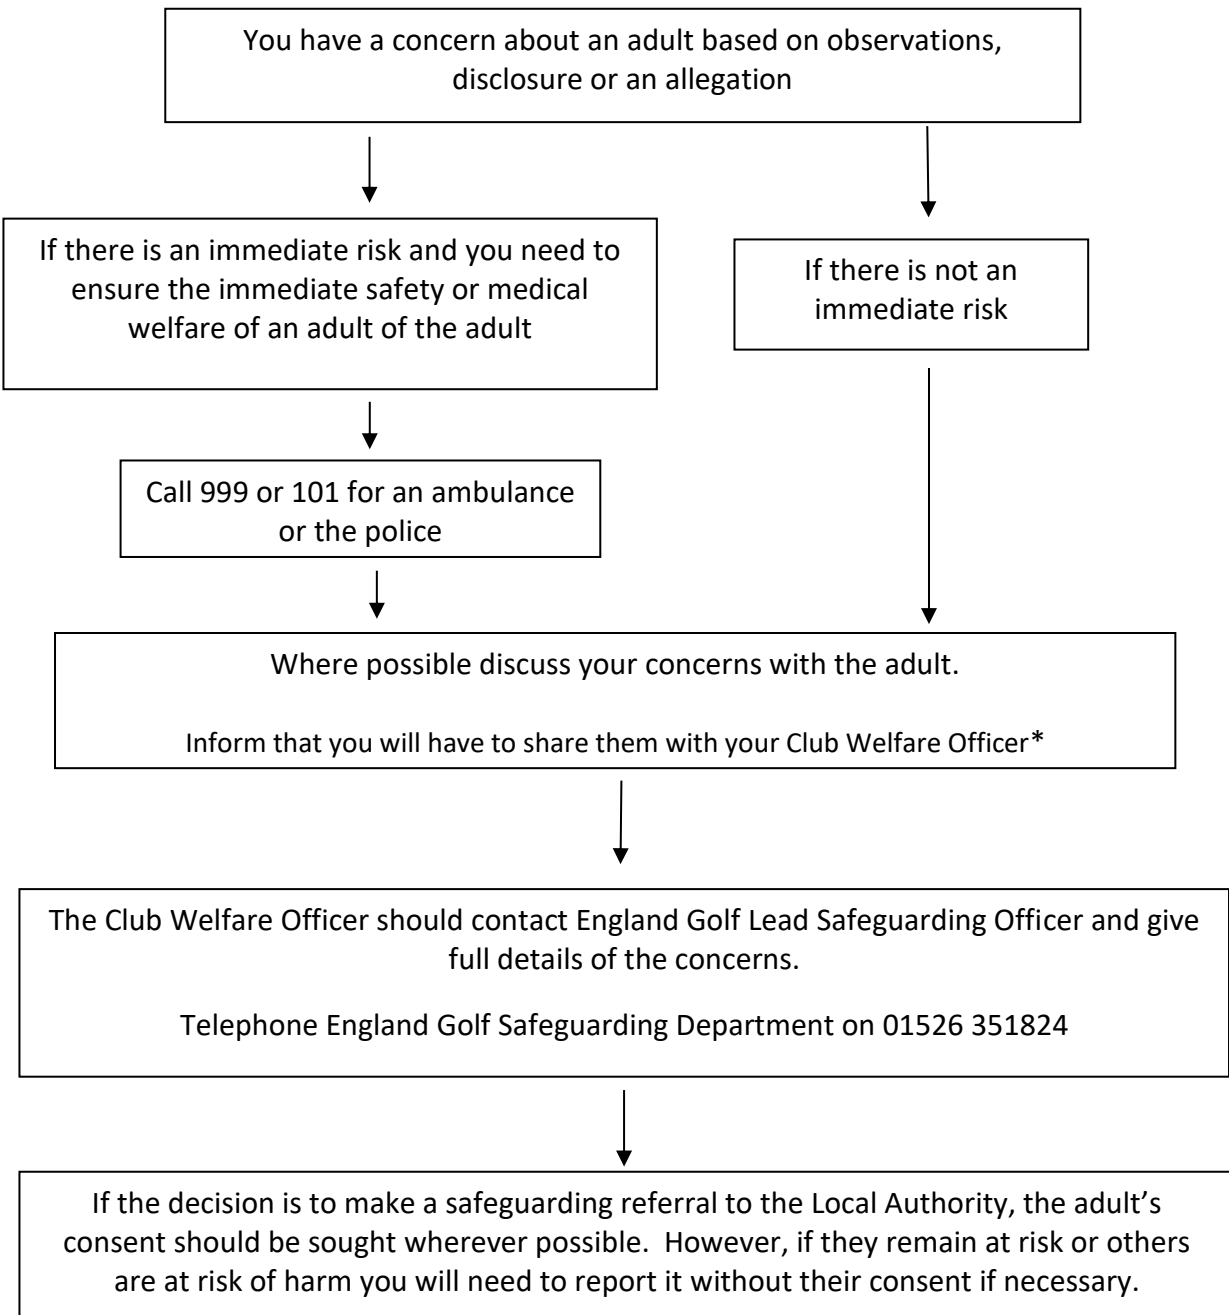 You have a concern about an adult based on observations,
disclosure or an allegation
If there is an immediate risk and you need to
ensure the immediate safety or medical
welfare of an adult of the adult
If there is not an
immediate risk
Call 999 or 101 for an ambulance
or the police
Where possible discuss your concerns with the adult.
Inform that you will have to share them with your Club Welfare Officer*
The Club Welfare Officer should contact England Golf Lead Safeguarding Officer and give
full details of the concerns.
Telephone England Golf Safeguarding Department on 01526 351824
If the decision is to make a safeguarding referral to the Local Authority, the adult’s
consent should be sought wherever possible.  However, if they remain at risk or others
are at risk of harm you will need to report it without their consent if necessary.